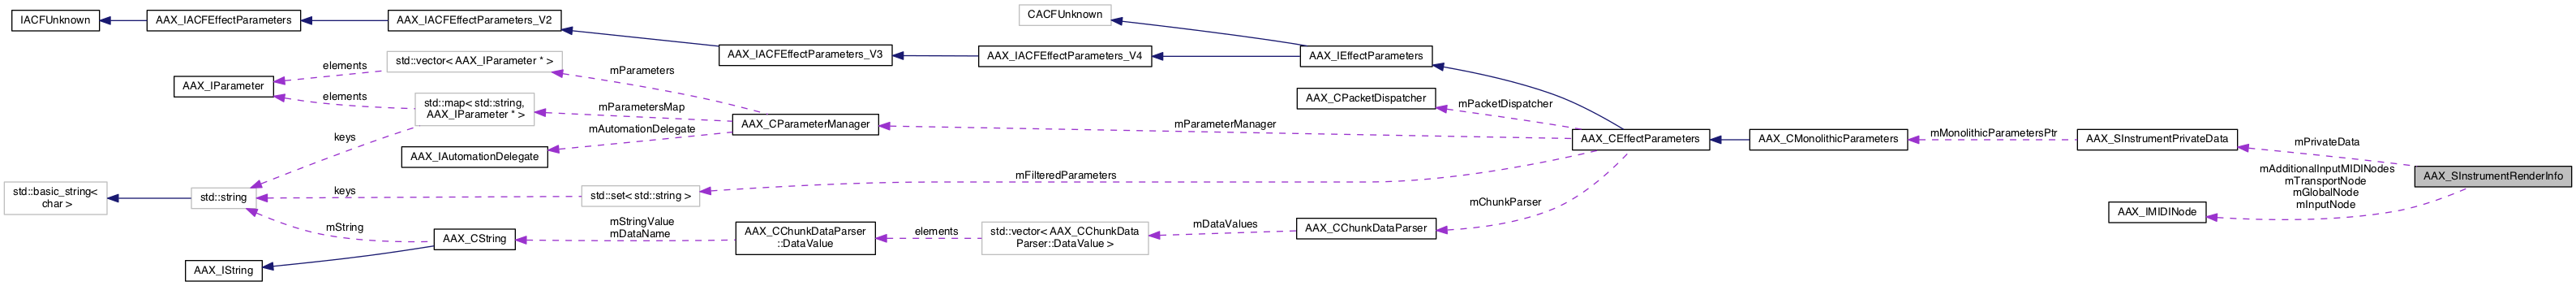 IACFUnknown
AAX_IACFEffectParameters
AAX_IACFEffectParameters_V2
CACFUnknown
AAX_IACFEffectParameters_V3
AAX_IACFEffectParameters_V4
AAX_IEffectParameters
std::vector< AAX_IParameter * >
elements
mParameters
AAX_IParameter
elements
std::map< std::string,
AAX_IParameter * >
mParametersMap
AAX_CPacketDispatcher
mPacketDispatcher
AAX_CParameterManager
mParameterManager
mAutomationDelegate
keys
AAX_IAutomationDelegate
AAX_CEffectParameters
AAX_CMonolithicParameters
mMonolithicParametersPtr
AAX_SInstrumentPrivateData
mPrivateData
AAX_SInstrumentRenderInfo
mAdditionalInputMIDINodes
mTransportNode
mGlobalNode
mInputNode
AAX_IMIDINode
mFilteredParameters
std::basic_string<
char >
std::string
keys
std::set< std::string >
mChunkParser
mString
AAX_CString
mStringValue
mDataName
AAX_CChunkDataParser
::DataValue
elements
std::vector< AAX_CChunkData
Parser::DataValue >
mDataValues
AAX_CChunkDataParser
AAX_IString